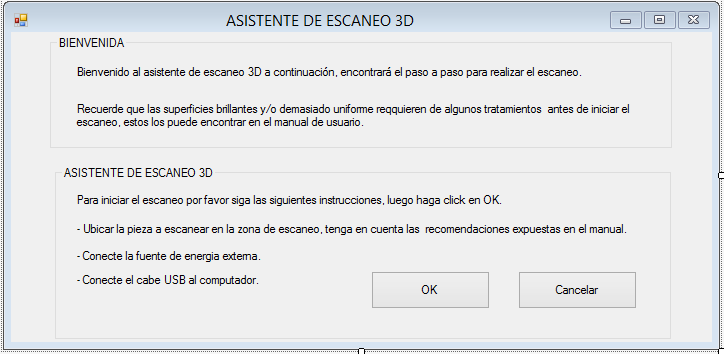 ASISTENTE DE ESCANEO 3D
BIENVENIDA
Bienvenido al asistente de escaneo 3D a continuación, encontrará el paso a paso para realizar el escaneo.
Recuerde que las superficies brillantes y/o demasiado uniforme reqquieren de algunos tratamientos antes de iniciar el
escaneo, estos los puede encontrar en el manual de usuario.
ASISTENTE DE ESCANEO 3D
Para iniciar el escaneo por favor siga las siguientes instrucciones, luego haga click en OK.
- Ubicar la pieza a escanear en la zona de escaneo, tenga en cuenta las recomendaciones expuestas en el manual.
- Conecte la fuente de energia externa.
- Conecte el cabe USB al computador.
OK
Cancelar